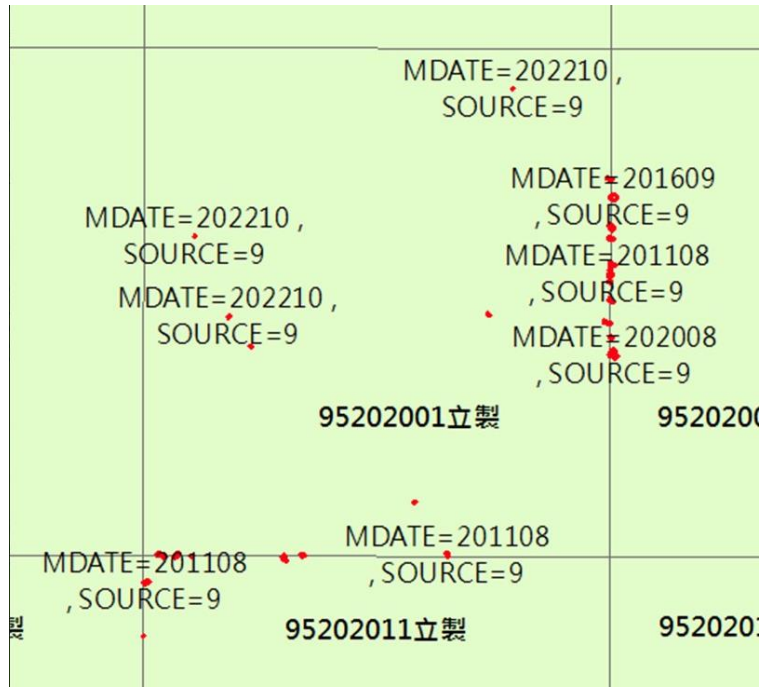 MDATE=202210 ,
SOURCE=9
MDATE=201609
, SOURCE=9
MDATE=202210 ,
SOURCE=9
MDATE=201108
, SOURCE=9
MDATE=202210 ,
SOURCE=9
MDATE=202008
, SOURCE=9
95202001立製
9520200
MDATE=201108
, SOURCE=9
MDATE=201108
, SOURCE=9
製
95202011立製
9520201